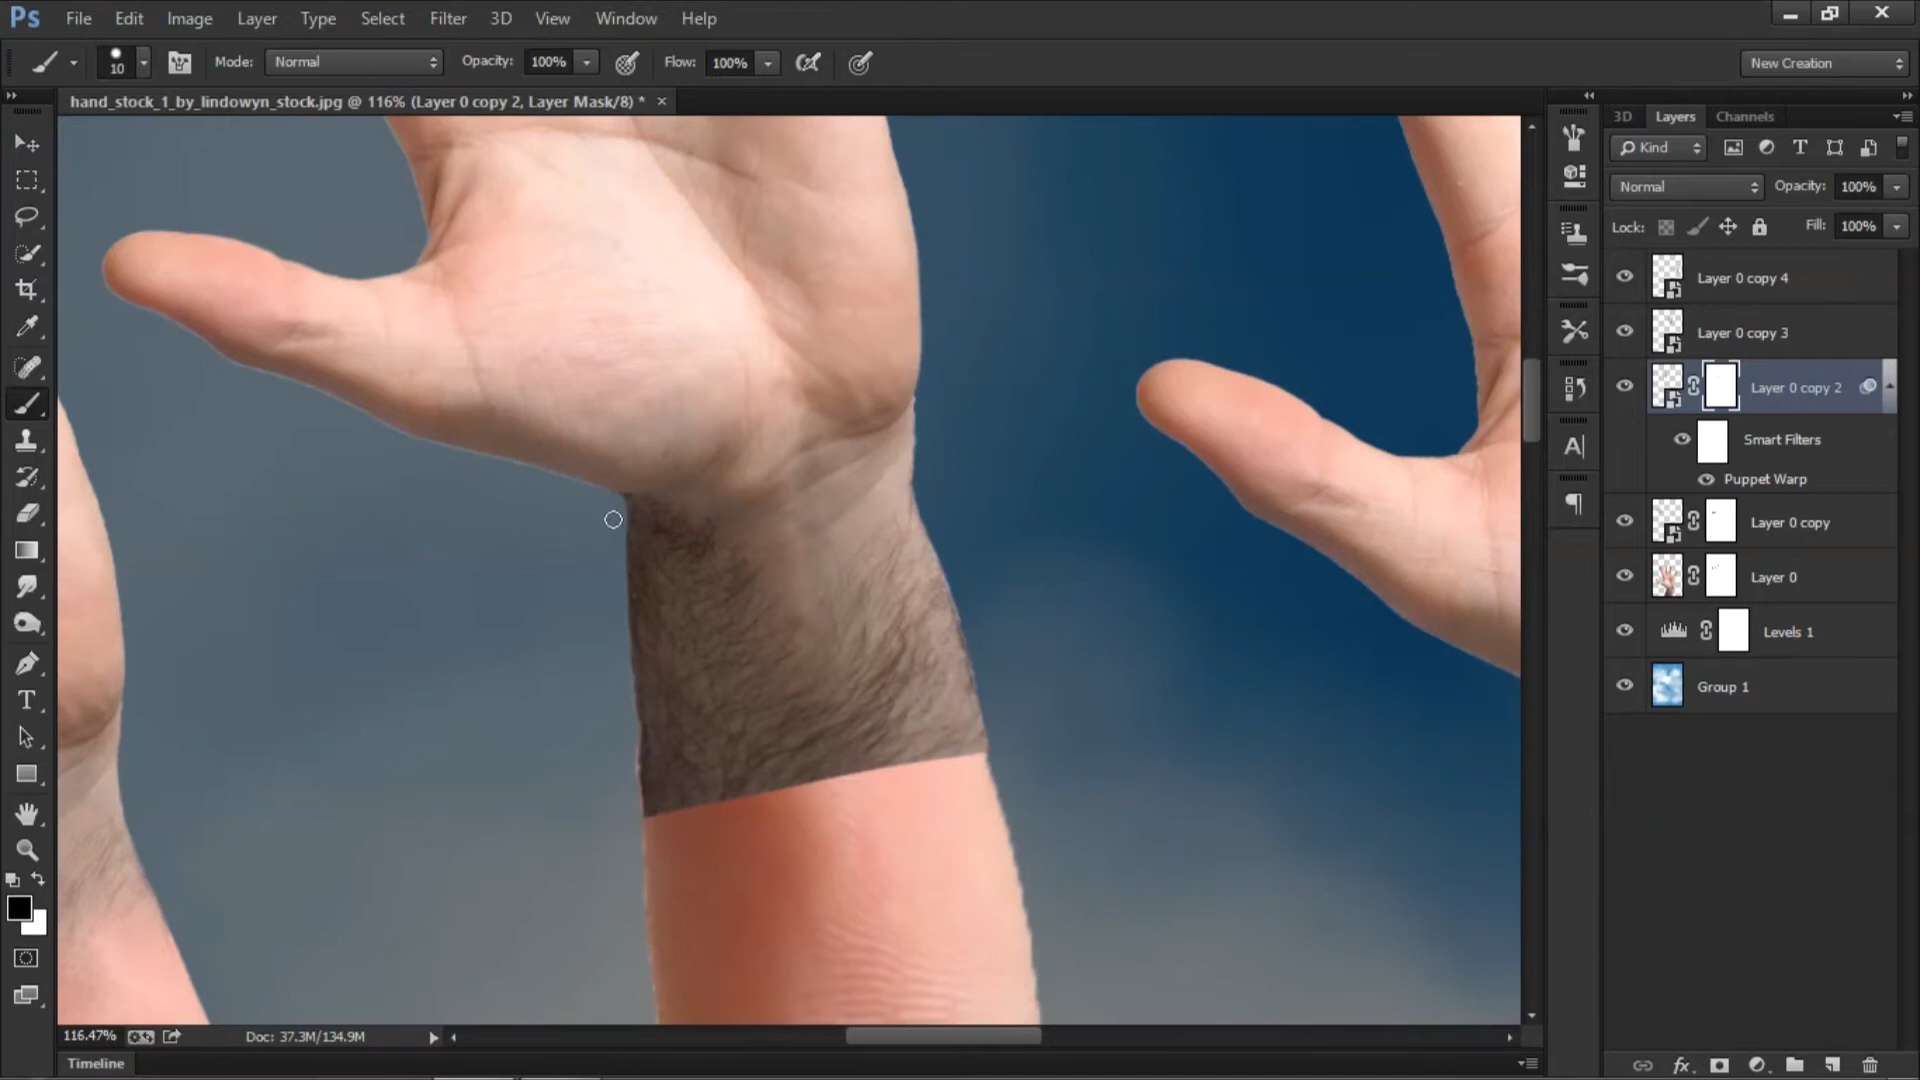 Ps File Edit Image Layer Type Select Filter 3D View Window Help
10 Mode: Normal Opacity: 100% Flow: 100% New Creation
hand_stock_1_by_lindowyn_stock.jpg @ 116% (Layer 0 copy 2, Layer Mask/8) * ×
3D Layers Channels
Kind
Normal Opacity: 100%
Lock: Fill: 100%
Layer 0 copy 4
Layer 0 copy 3
Layer 0 copy 2
Smart Filters
Puppet Warp
Layer 0 copy
Layer 0
Levels 1
Group 1
116.47% Doc: 37.3M/134.9M
Timeline